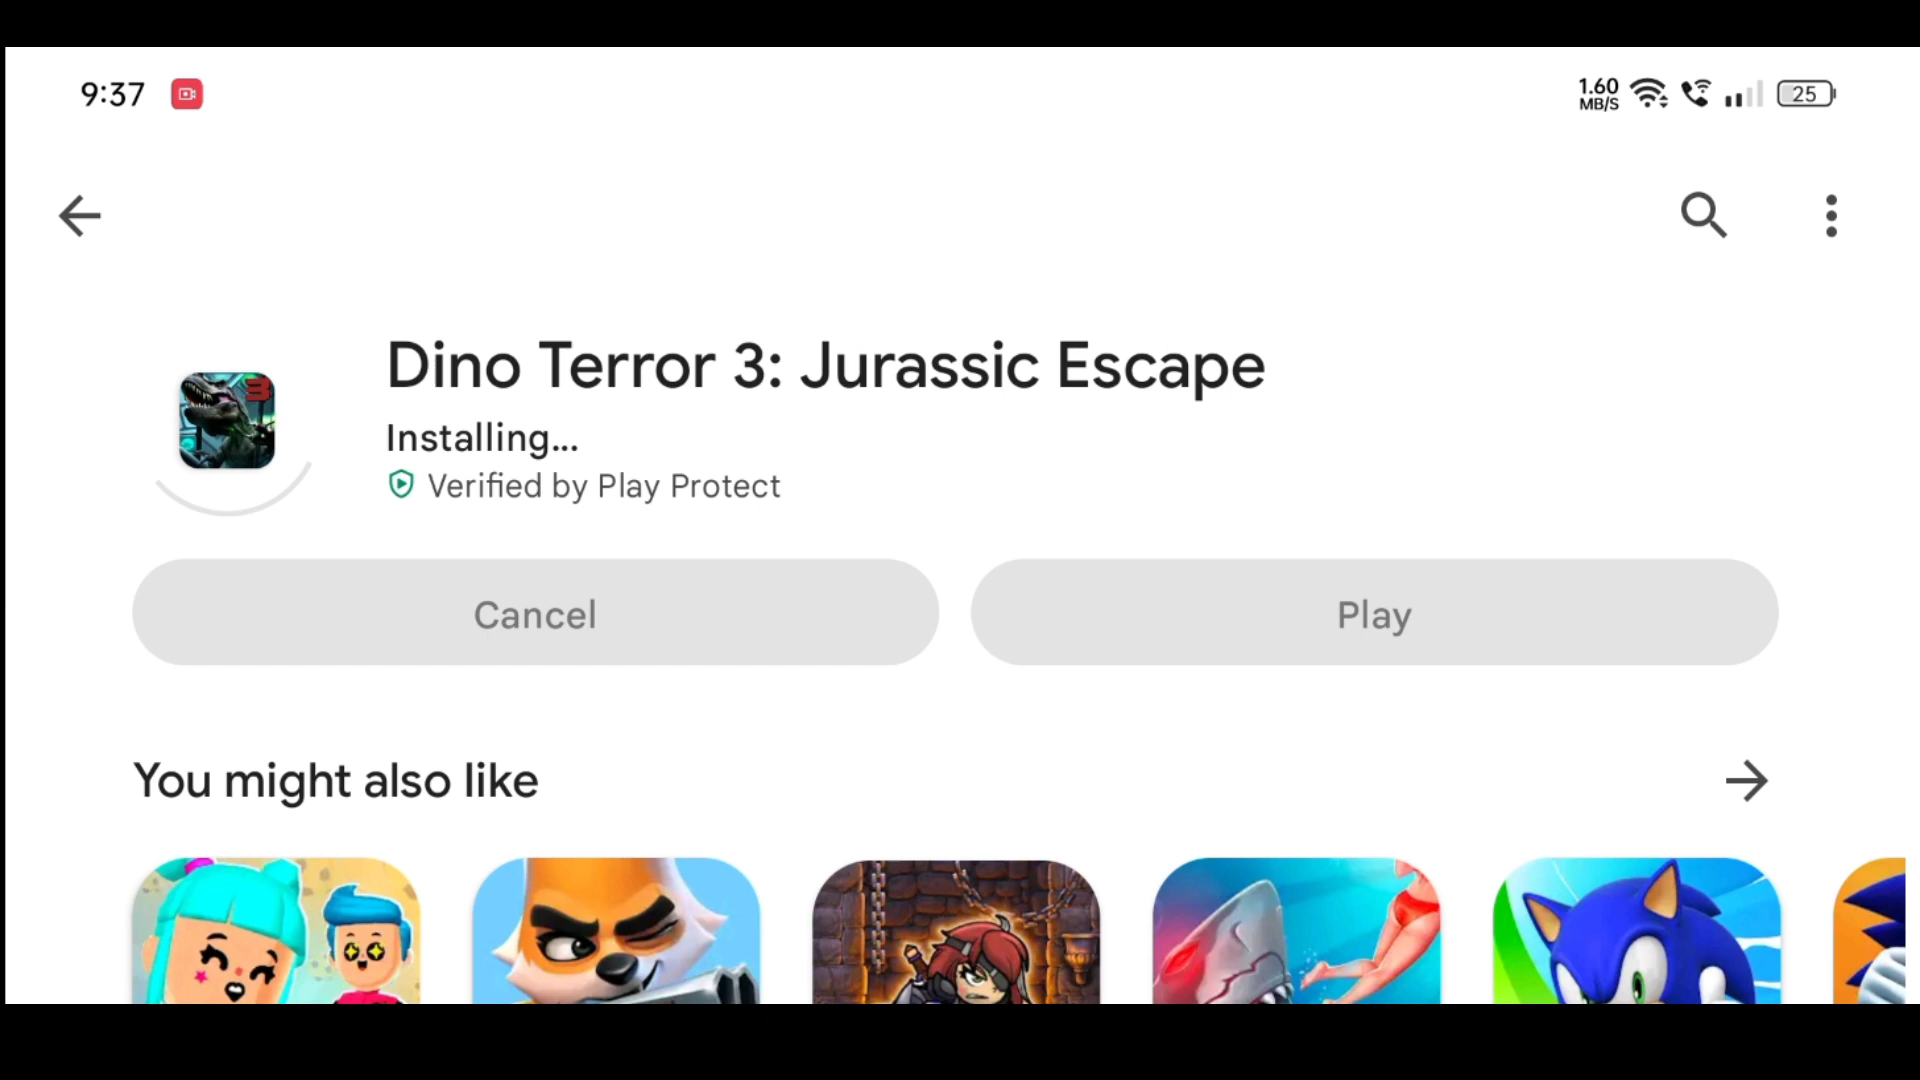 9:37
1.60
MB/S
25
Dino Terror 3: Jurassic Escape
3
Installing...
Verified by Play Protect
Cancel
Play
You might also like